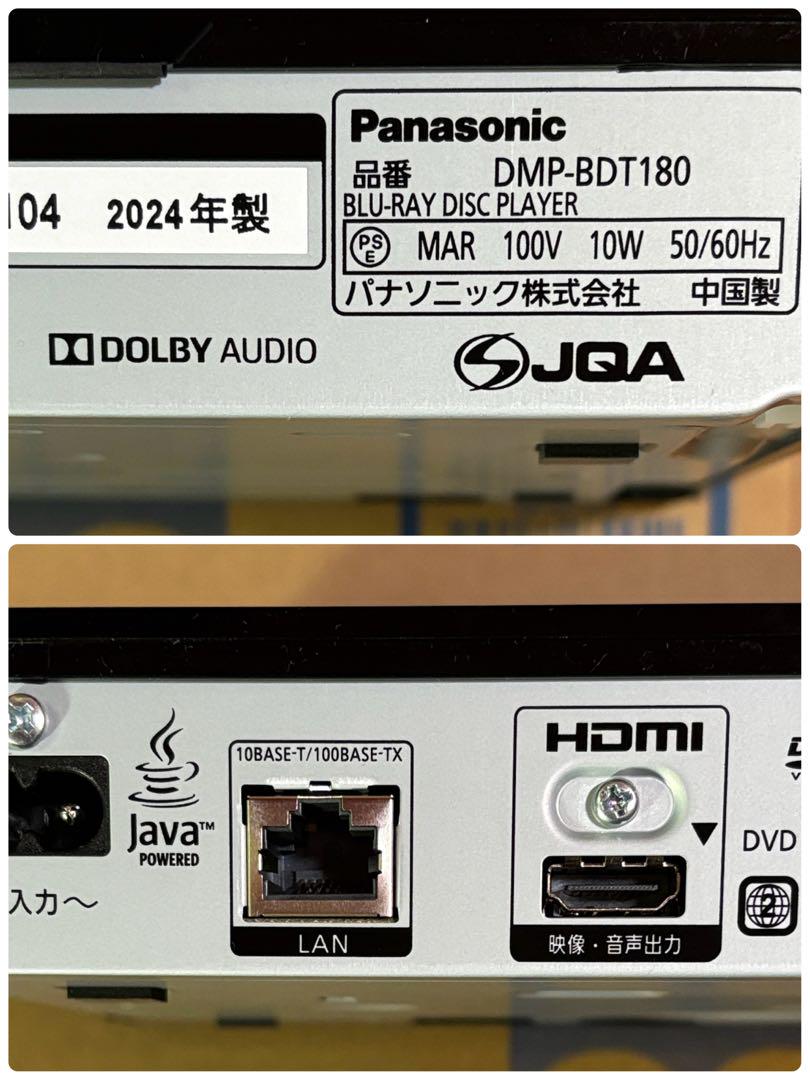 Panasonic
品番 DMP-BDT180
BLU-RAY DISC PLAYER
PS E MAR 100V 10W 50/60Hz
パナソニック株式会社 中国製
104 2024年製
DOLBY AUDIO
JQA
Java™
POWERED
入力～
10BASE-T/100BASE-TX
LAN
HDMI
映像・音声出力
DVD
2